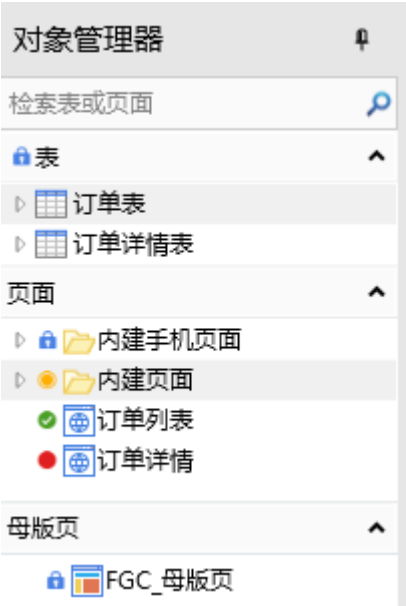 对象管理器
检索表或页面
表
订单表
订单详情表
页面
内建手机页面
内建页面
订单列表
订单详情
母版页
FGC_母版页